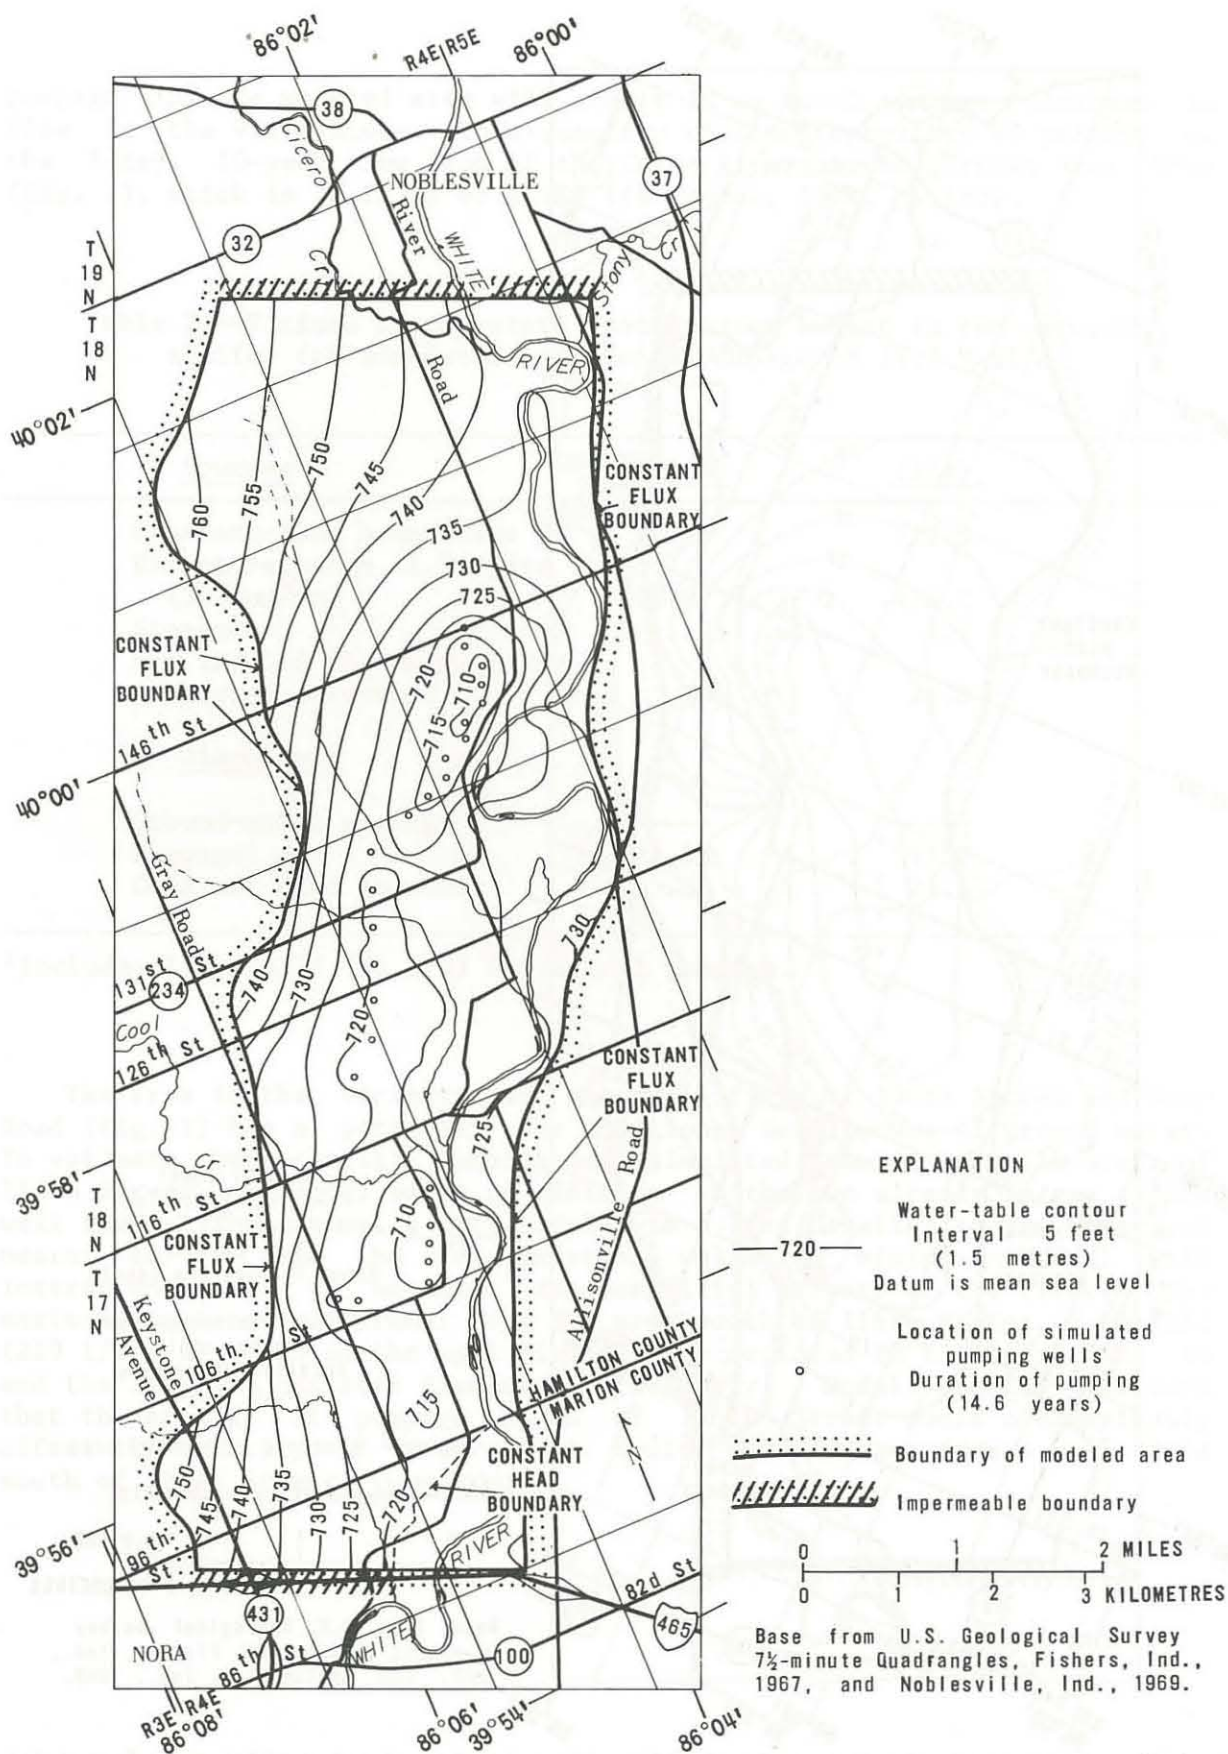 86°02'
R4E R5E
86°00'
38
Cicero
NOBLESVILLE
37
River
WHITE
32
Cr
Stony
Cr
T
19
N
T
18
N
RIVER
Road
40°02'
760
755
750
745
740
735
730
725
CONSTANT
FLUX
BOUNDARY
CONSTANT
FLUX
BOUNDARY
720
710
715
146th St
40°00'
Gray Road
131st St
234
740
730
730
Cool
126th St
720
CONSTANT
FLUX
BOUNDARY
725
Cr
39°58'
T
18
N
T
17
N
116th St
710
CONSTANT
FLUX
BOUNDARY
Allisonville Road
Keystone
Avenue
106th. St
HAMILTON COUNTY
MARION COUNTY
715
N
CONSTANT
HEAD
BOUNDARY
750
745
740
735
730
725
720
39°56'
96th.
St
RIVER
82d St
431
465
WHITE
NORA
86th St
100
R3E R4E
86°08'
86°06'
39°54'
86°04'
EXPLANATION
Water-table contour
Interval 5 feet
720
(1.5 metres)
Datum is mean sea level
Location of simulated
pumping wells
Duration of pumping
(14.6 years)
Boundary of modeled area
Impermeable boundary
0 1 2 MILES
0 1 2 3 KILOMETRES
Base from U.S. Geological Survey
7½-minute Quadrangles, Fishers, Ind.,
1967, and Noblesville, Ind., 1969.